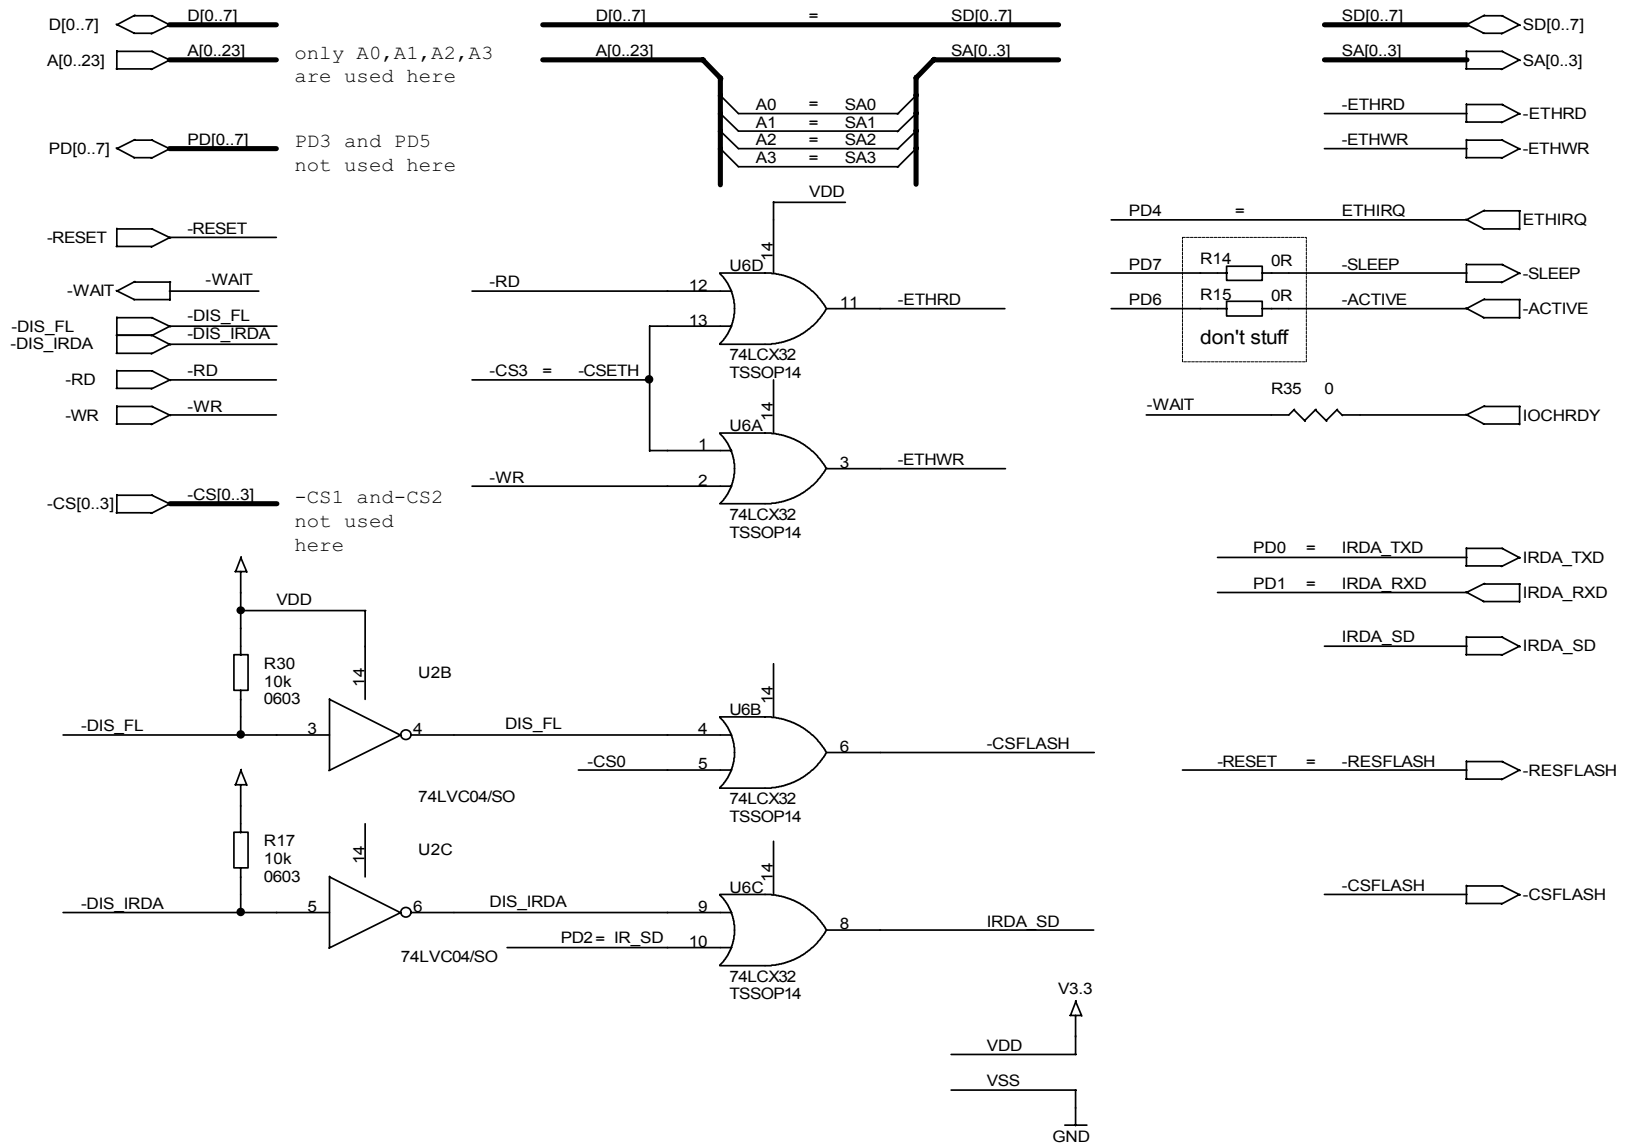 D[0..7] D[0..7] D[0..7] = SD[0..7] SD[0..7] SD[0..7]
A[0..23] A[0..23] only A0,A1,A2,A3 A[0..23] SA[0..3] SA[0..3] SA[0..3]
are used here
A0 = SA0
-ETHRD -ETHRD
A1 = SA1
A2 = SA2
PD[0..7] PD[0..7] PD3 and PD5 -ETHWR -ETHWR
A3 = SA3
not used here
VDD
PD4 = ETHIRQ ETHIRQ
-RESET -RESET
14
U6D
PD7 R14 0R -SLEEP -SLEEP
-WAIT -WAIT
-RD 12
PD6 R15 0R -ACTIVE -ACTIVE
11 -ETHRD
-DIS_FL -DIS_FL
13
-DIS_IRDA -DIS_IRDA
don't stuff
74LCX32
TSSOP14
-RD -RD
-CS3 = -CSETH
R35 0
-WR -WR
-WAIT IOCHRDY
14
U6A
1
3 -ETHWR
-WR 2
-CS[0..3] -CS[0..3] -CS1 and-CS2
not used
here
74LCX32
TSSOP14
PD0 = IRDA_TXD IRDA_TXD
PD1 = IRDA_RXD IRDA_RXD
VDD
IRDA_SD IRDA_SD
R30
10k
0603
14
U2B
14
U6B
-DIS_FL 3 4 DIS_FL 4
6 -CSFLASH
-CS0 5
-RESET = -RESFLASH -RESFLASH
74LVC04/SO
74LCX32
TSSOP14
R17
10k
0603
14
U2C
14
U6C
-CSFLASH -CSFLASH
-DIS_IRDA 5 6 DIS_IRDA 9
8 IRDA_SD
PD2 = IR_SD 10
74LVC04/SO
74LCX32
TSSOP14
V3.3
VDD
VSS
GND